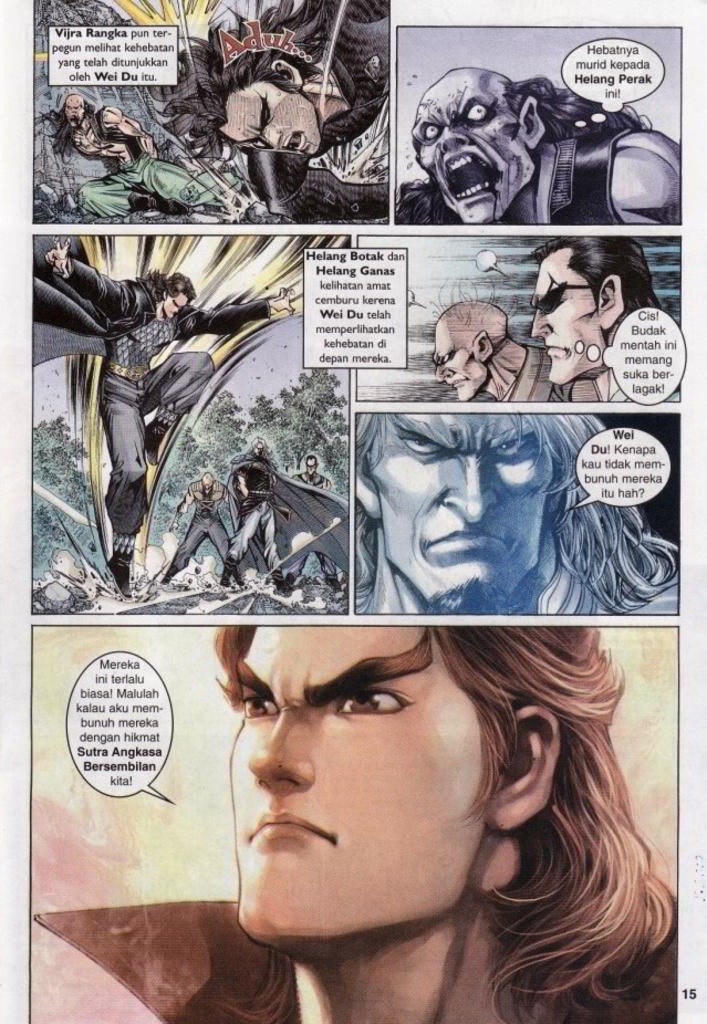 Vijra Rangka pun ter-
pegun melihat kehebatan
yang telah ditunjukkan
oleh Wei Du itu.
Aduh...
Hebatnya
murid kepada
Helang Perak
ini!
Helang Botak dan
Helang Ganas
kelihatan amat
cemburu kerena
Wei Du telah
memperlihatkan
kehebatan di
depan mereka.
Cis!
Budak
mentah ini
memang
suka ber-
lagak!
Wei
Du! Kenapa
kau tidak mem-
bunuh mereka
itu hah?
Mereka
ini terlalu
biasa! Malulah
kalau aku mem-
bunuh mereka
dengan hikmat
Sutra Angkasa
Bersembilan
kita!
15